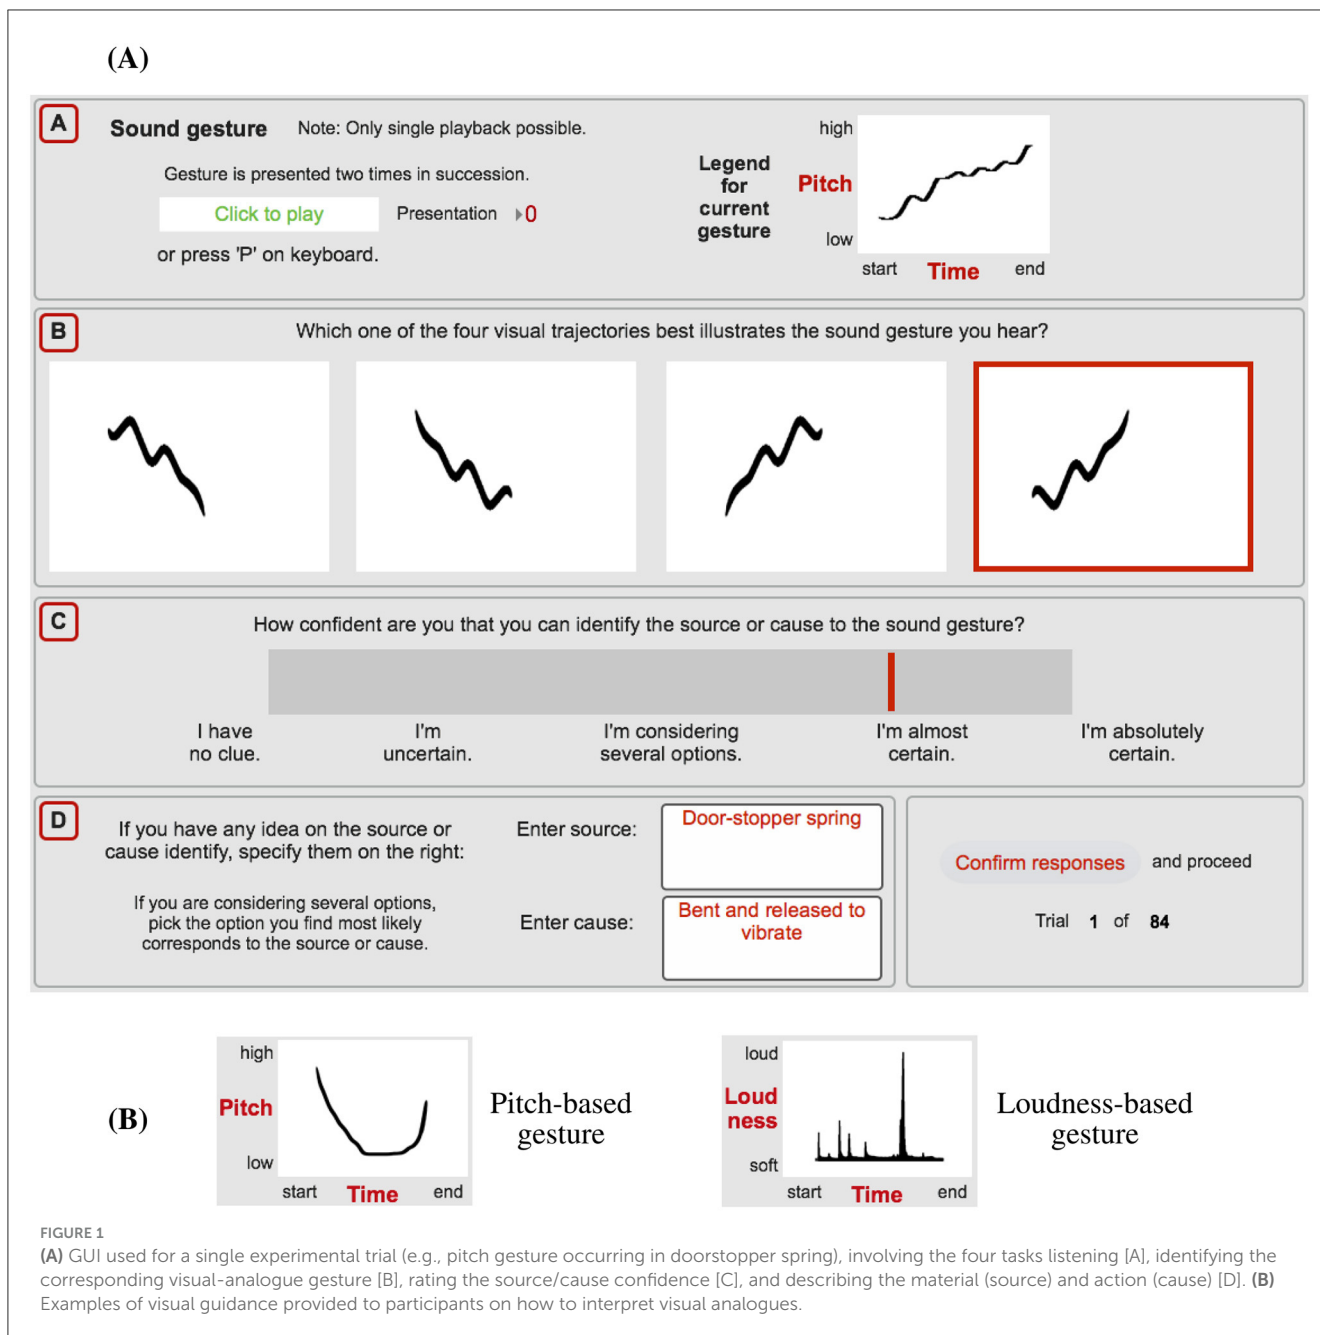 (A)
A
Sound gesture
Note: Only single playback possible.
Gesture is presented two times in succession.
Click to play
Presentation
0
or press 'P' on keyboard.
Legend
for
current
gesture
high
Pitch
low
start
Time
end
B
Which one of the four visual trajectories best illustrates the sound gesture you hear?
C
How confident are you that you can identify the source or cause to the sound gesture?
I have
no clue.
I'm
uncertain.
I'm considering
several options.
I'm almost
certain.
I'm absolutely
certain.
D
If you have any idea on the source or
cause identify, specify them on the right:
If you are considering several options,
pick the option you find most likely
corresponds to the source or cause.
Enter source:
Door-stopper spring
Enter cause:
Bent and released to
vibrate
Confirm responses and proceed
Trial 1 of 84
(B)
high
Pitch
low
start
Time
end
Pitch-based
gesture
loud
Loud
ness
soft
start
Time
end
Loudness-based
gesture
FIGURE 1
(A) GUI used for a single experimental trial (e.g., pitch gesture occurring in doorstopper spring), involving the four tasks listening [A], identifying the
corresponding visual-analogue gesture [B], rating the source/cause confidence [C], and describing the material (source) and action (cause) [D]. (B)
Examples of visual guidance provided to participants on how to interpret visual analogues.